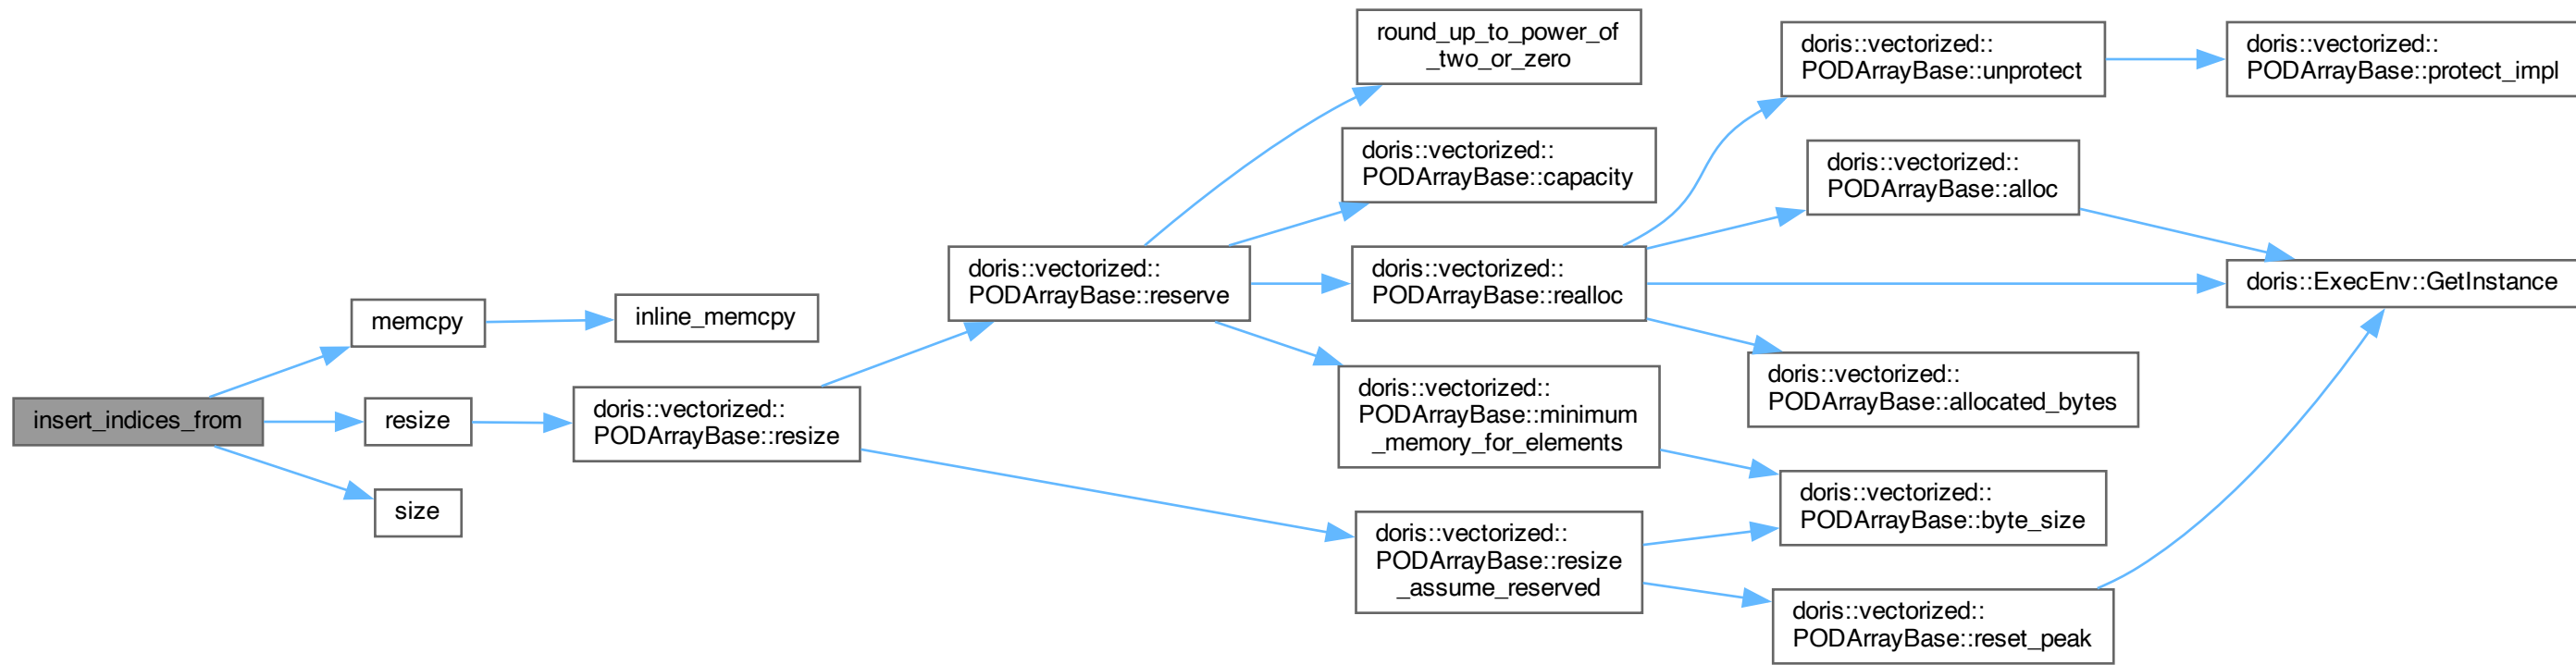 insert_indices_from
memcpy
inline_memcpy
resize
size
doris::vectorized::
PODArrayBase::resize
doris::vectorized::
PODArrayBase::reserve
round_up_to_power_of
_two_or_zero
doris::vectorized::
PODArrayBase::capacity
doris::vectorized::
PODArrayBase::realloc
doris::vectorized::
PODArrayBase::minimum
_memory_for_elements
doris::vectorized::
PODArrayBase::resize
_assume_reserved
doris::vectorized::
PODArrayBase::unprotect
doris::vectorized::
PODArrayBase::alloc
doris::vectorized::
PODArrayBase::allocated_bytes
doris::vectorized::
PODArrayBase::byte_size
doris::vectorized::
PODArrayBase::reset_peak
doris::vectorized::
PODArrayBase::protect_impl
doris::ExecEnv::GetInstance